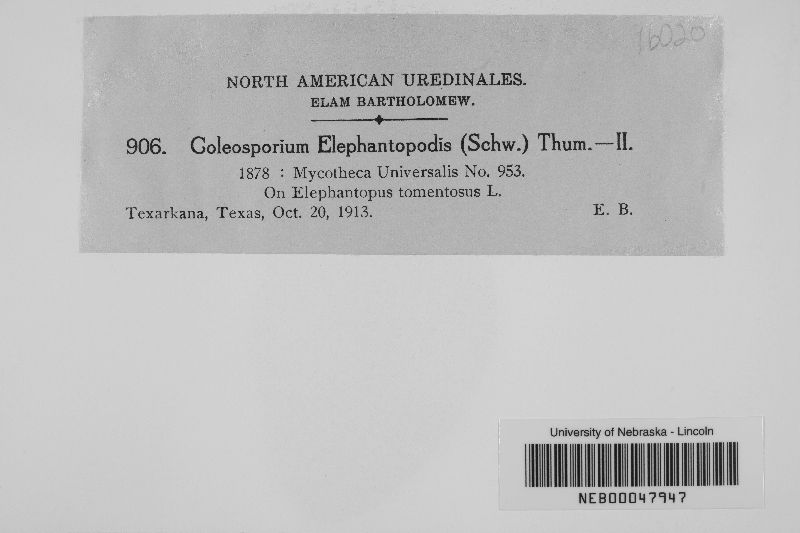 16020
NORTH AMERICAN UREDINALES.
ELAM BARTHOLOMEW.
906. Coleosporium Elephantopodis (Schw.) Thum.—II.
1878 : Mycotheca Universalis No. 953.
On Elephantopus tomentosus L.
Texarkana, Texas, Oct. 20, 1913. E. B.
University of Nebraska - Lincoln
NEB00047947